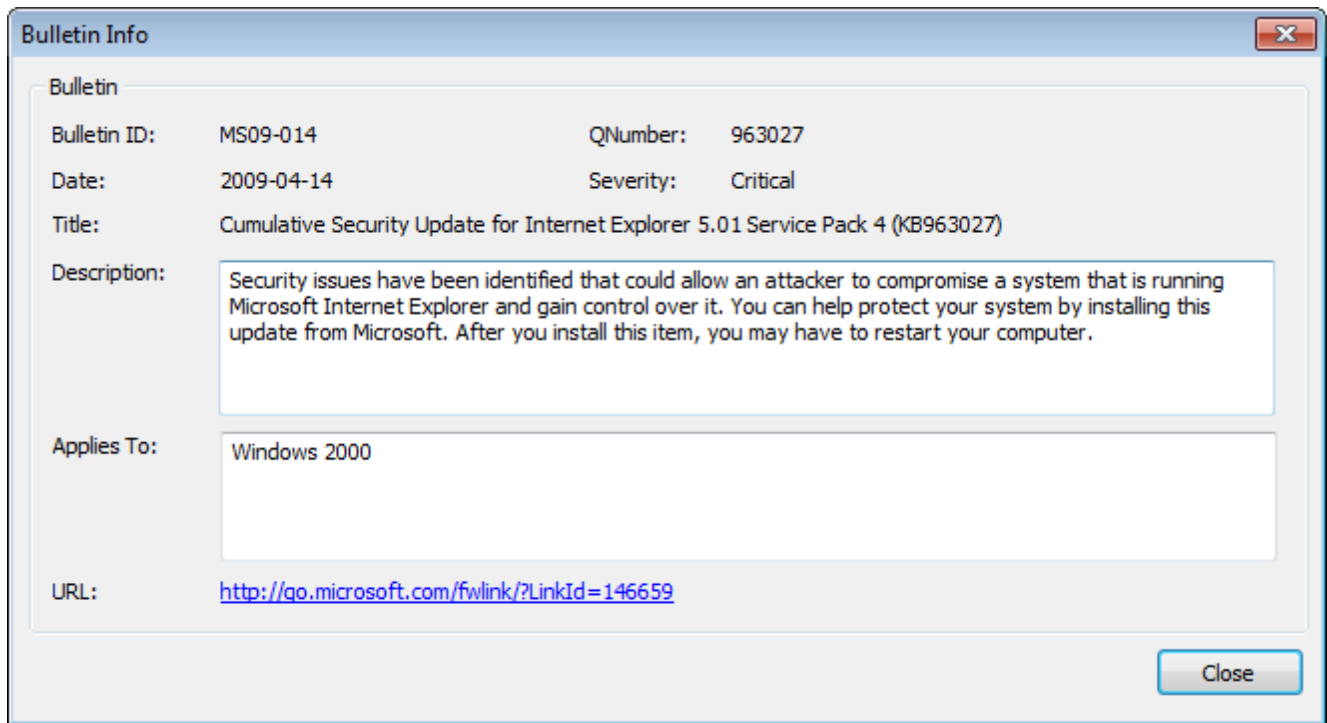 Bulletin Info
Bulletin
Bulletin ID: MS09-014 QNumber: 963027
Date: 2009-04-14 Severity: Critical
Title: Cumulative Security Update for Internet Explorer 5.01 Service Pack 4 (KB963027)
Description: Security issues have been identified that could allow an attacker to compromise a system that is running
Microsoft Internet Explorer and gain control over it. You can help protect your system by installing this
update from Microsoft. After you install this item, you may have to restart your computer.
Applies To: Windows 2000
URL: http://go.microsoft.com/fwlink/?LinkId=146659
Close